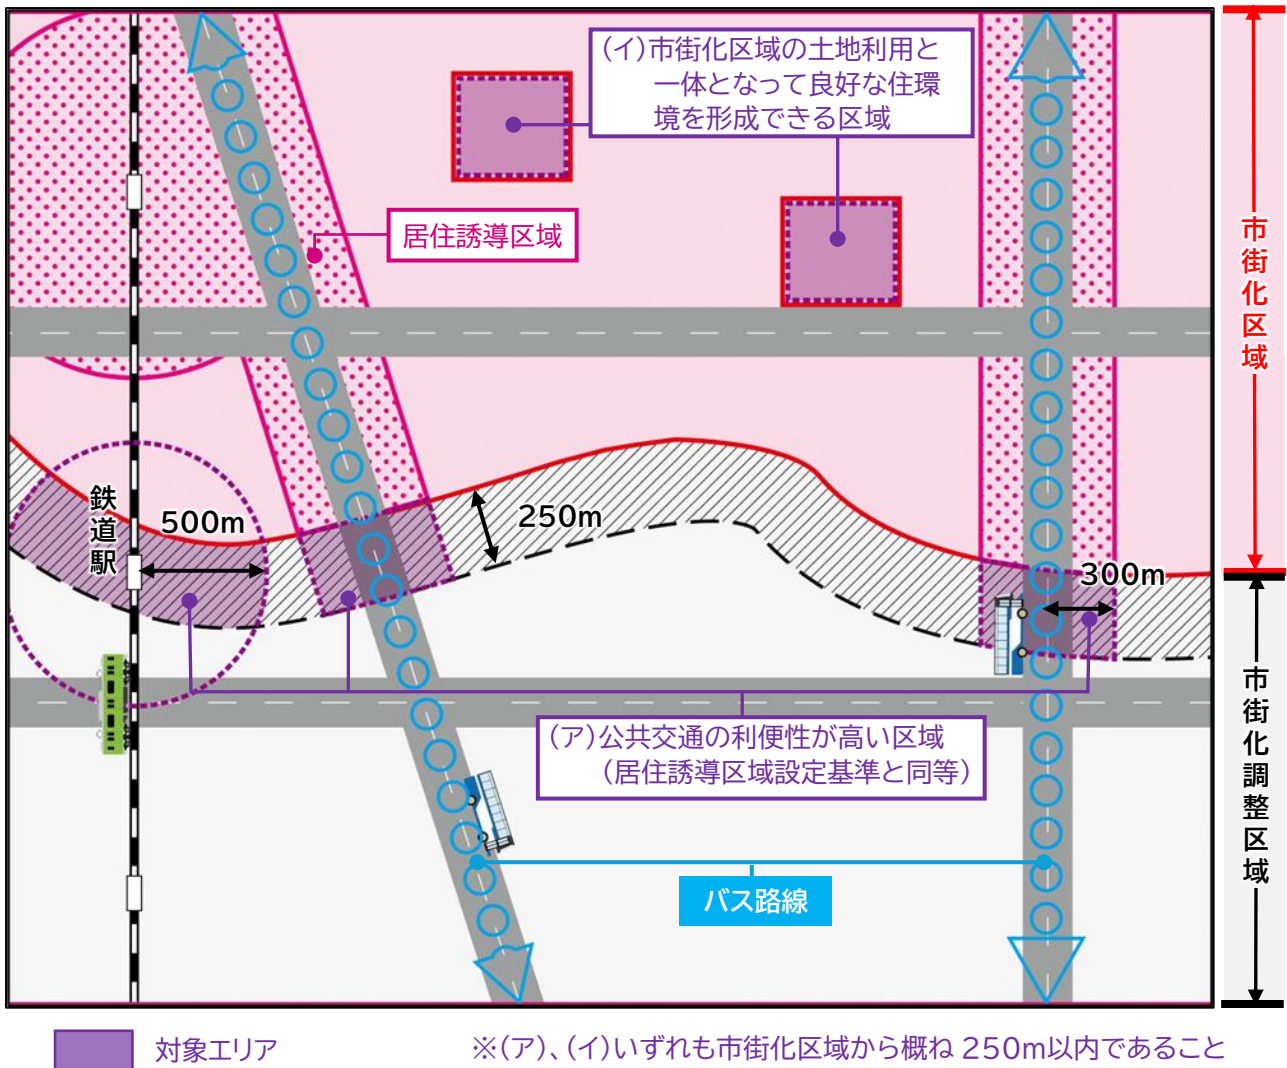 (イ)市街化区域の土地利用と
一体となって良好な住環
境を形成できる区域
居住誘導区域
市街化区域
鉄道駅
500m
250m
300m
(ア)公共交通の利便性が高い区域
(居住誘導区域設定基準と同等)
市街化調整区域
バス路線
対象エリア
※(ア)、(イ)いずれも市街化区域から概ね 250m以内であること